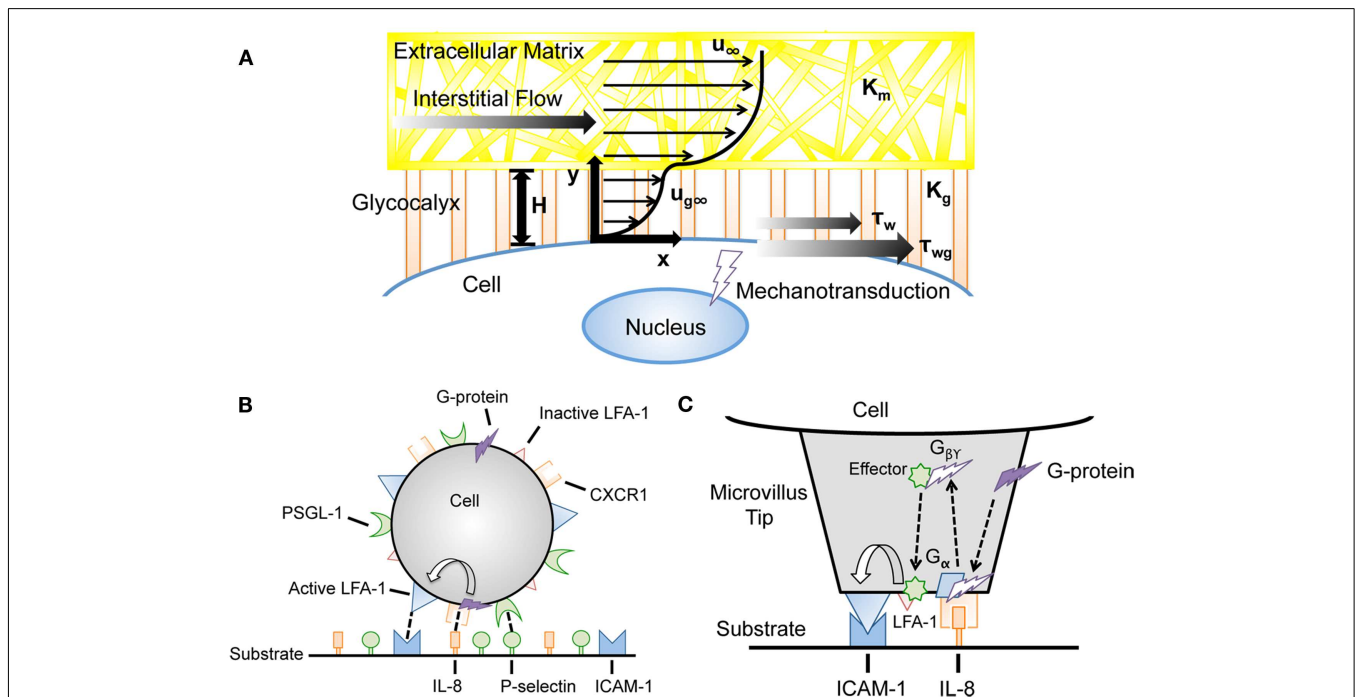 A
Extracellular Matrix
u∞
Interstitial Flow
Km
y
Glycocalyx
H
ug∞
Kg
τw
τwg
x
Cell
Mechanotransduction
Nucleus
B
G-protein
Inactive LFA-1
Cell
CXCR1
PSGL-1
Active LFA-1
Substrate
IL-8
P-selectin
ICAM-1
C
Cell
Gβγ
Effector
G-protein
Microvillus
Tip
Gα
LFA-1
Substrate
ICAM-1
IL-8